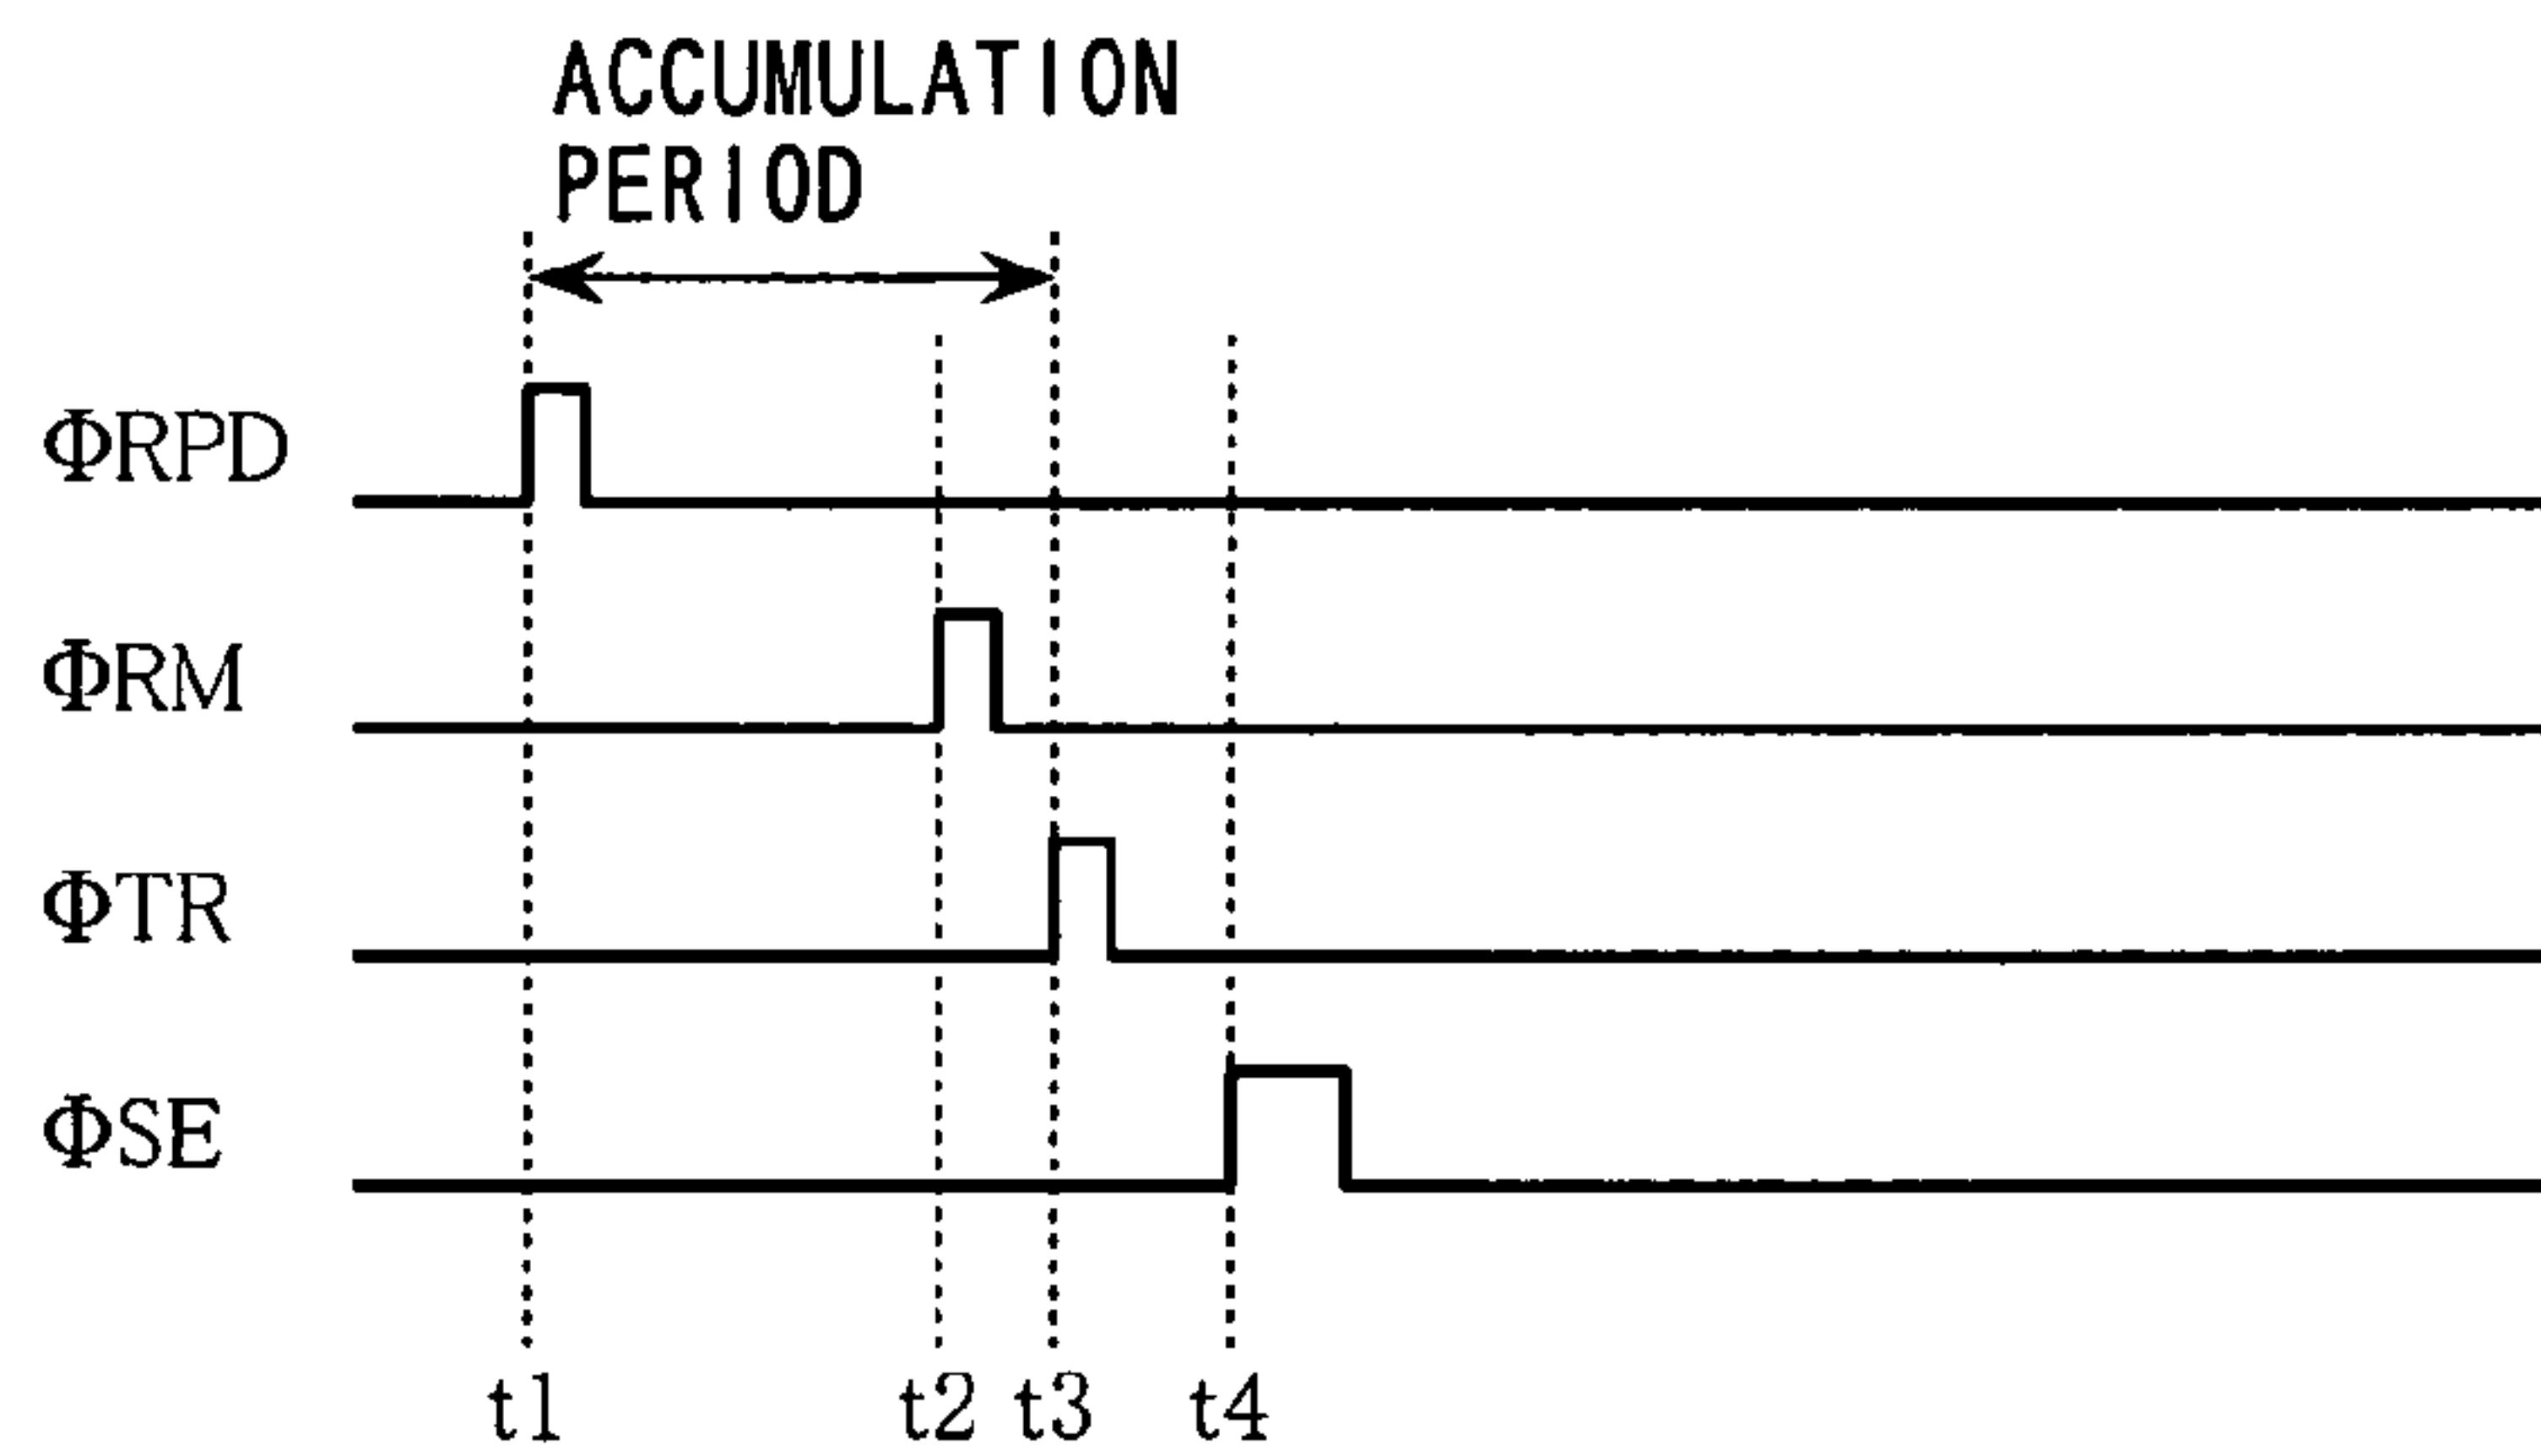 ACCUMULATION
PERIOD
ΦRPD
ΦRM
ΦTR
ΦSE
t1 t2 t3 t4